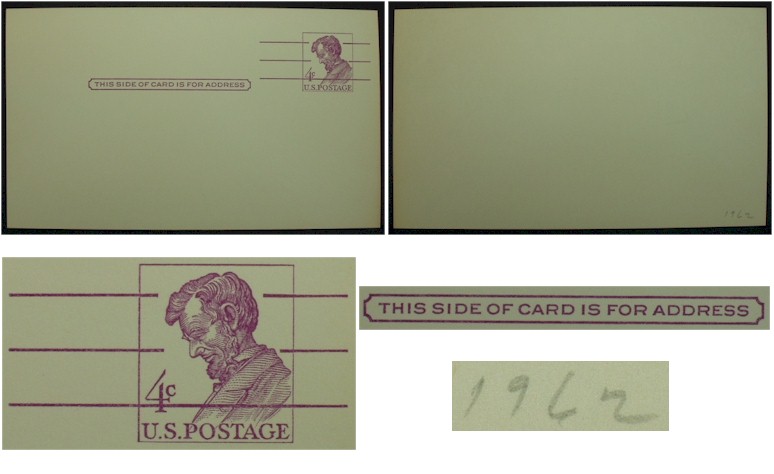 THIS SIDE OF CARD IS FOR ADDRESS
4c
U.S.POSTAGE
1962
4c
U.S.POSTAGE
THIS SIDE OF CARD IS FOR ADDRESS
1962